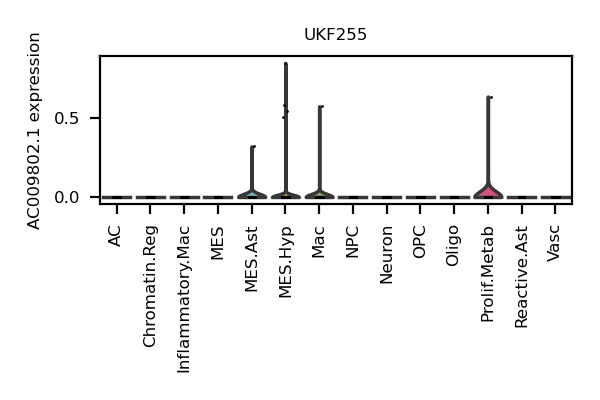 UKF255
AC009802.1 expression
0.5
0.0
AC
Chromatin.Reg
Inflammatory.Mac
MES
MES.Ast
MES.Hyp
Mac
NPC
Neuron
OPC
Oligo
Prolif.Metab
Reactive.Ast
Vasc